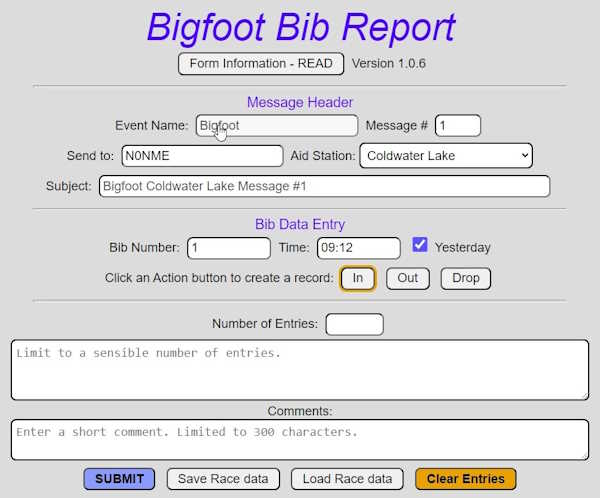 Bigfoot Bib Report
Form Information - READ Version 1.0.6
Message Header
Event Name: Bigfoot Message # 1
Send to: N0NME Aid Station: Coldwater Lake
Subject: Bigfoot Coldwater Lake Message #1
Bib Data Entry
Bib Number: 1 Time: 09:12 Yesterday
Click an Action button to create a record: In Out Drop
Number of Entries:
Limit to a sensible number of entries.
Comments:
Enter a short comment. Limited to 300 characters.
SUBMIT Save Race data Load Race data Clear Entries